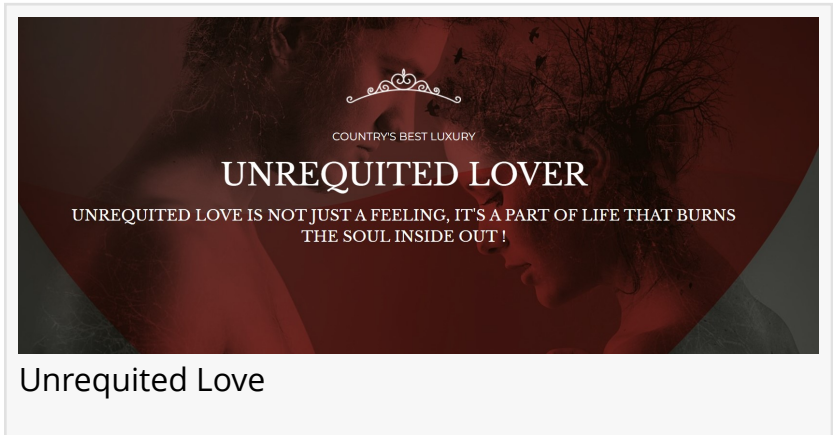 COUNTRY'S BEST LUXURY
UNREQUITED LOVER
UNREQUITED LOVE IS NOT JUST A FEELING, IT'S A PART OF LIFE THAT BURNS
THE SOUL INSIDE OUT !
Unrequited Love